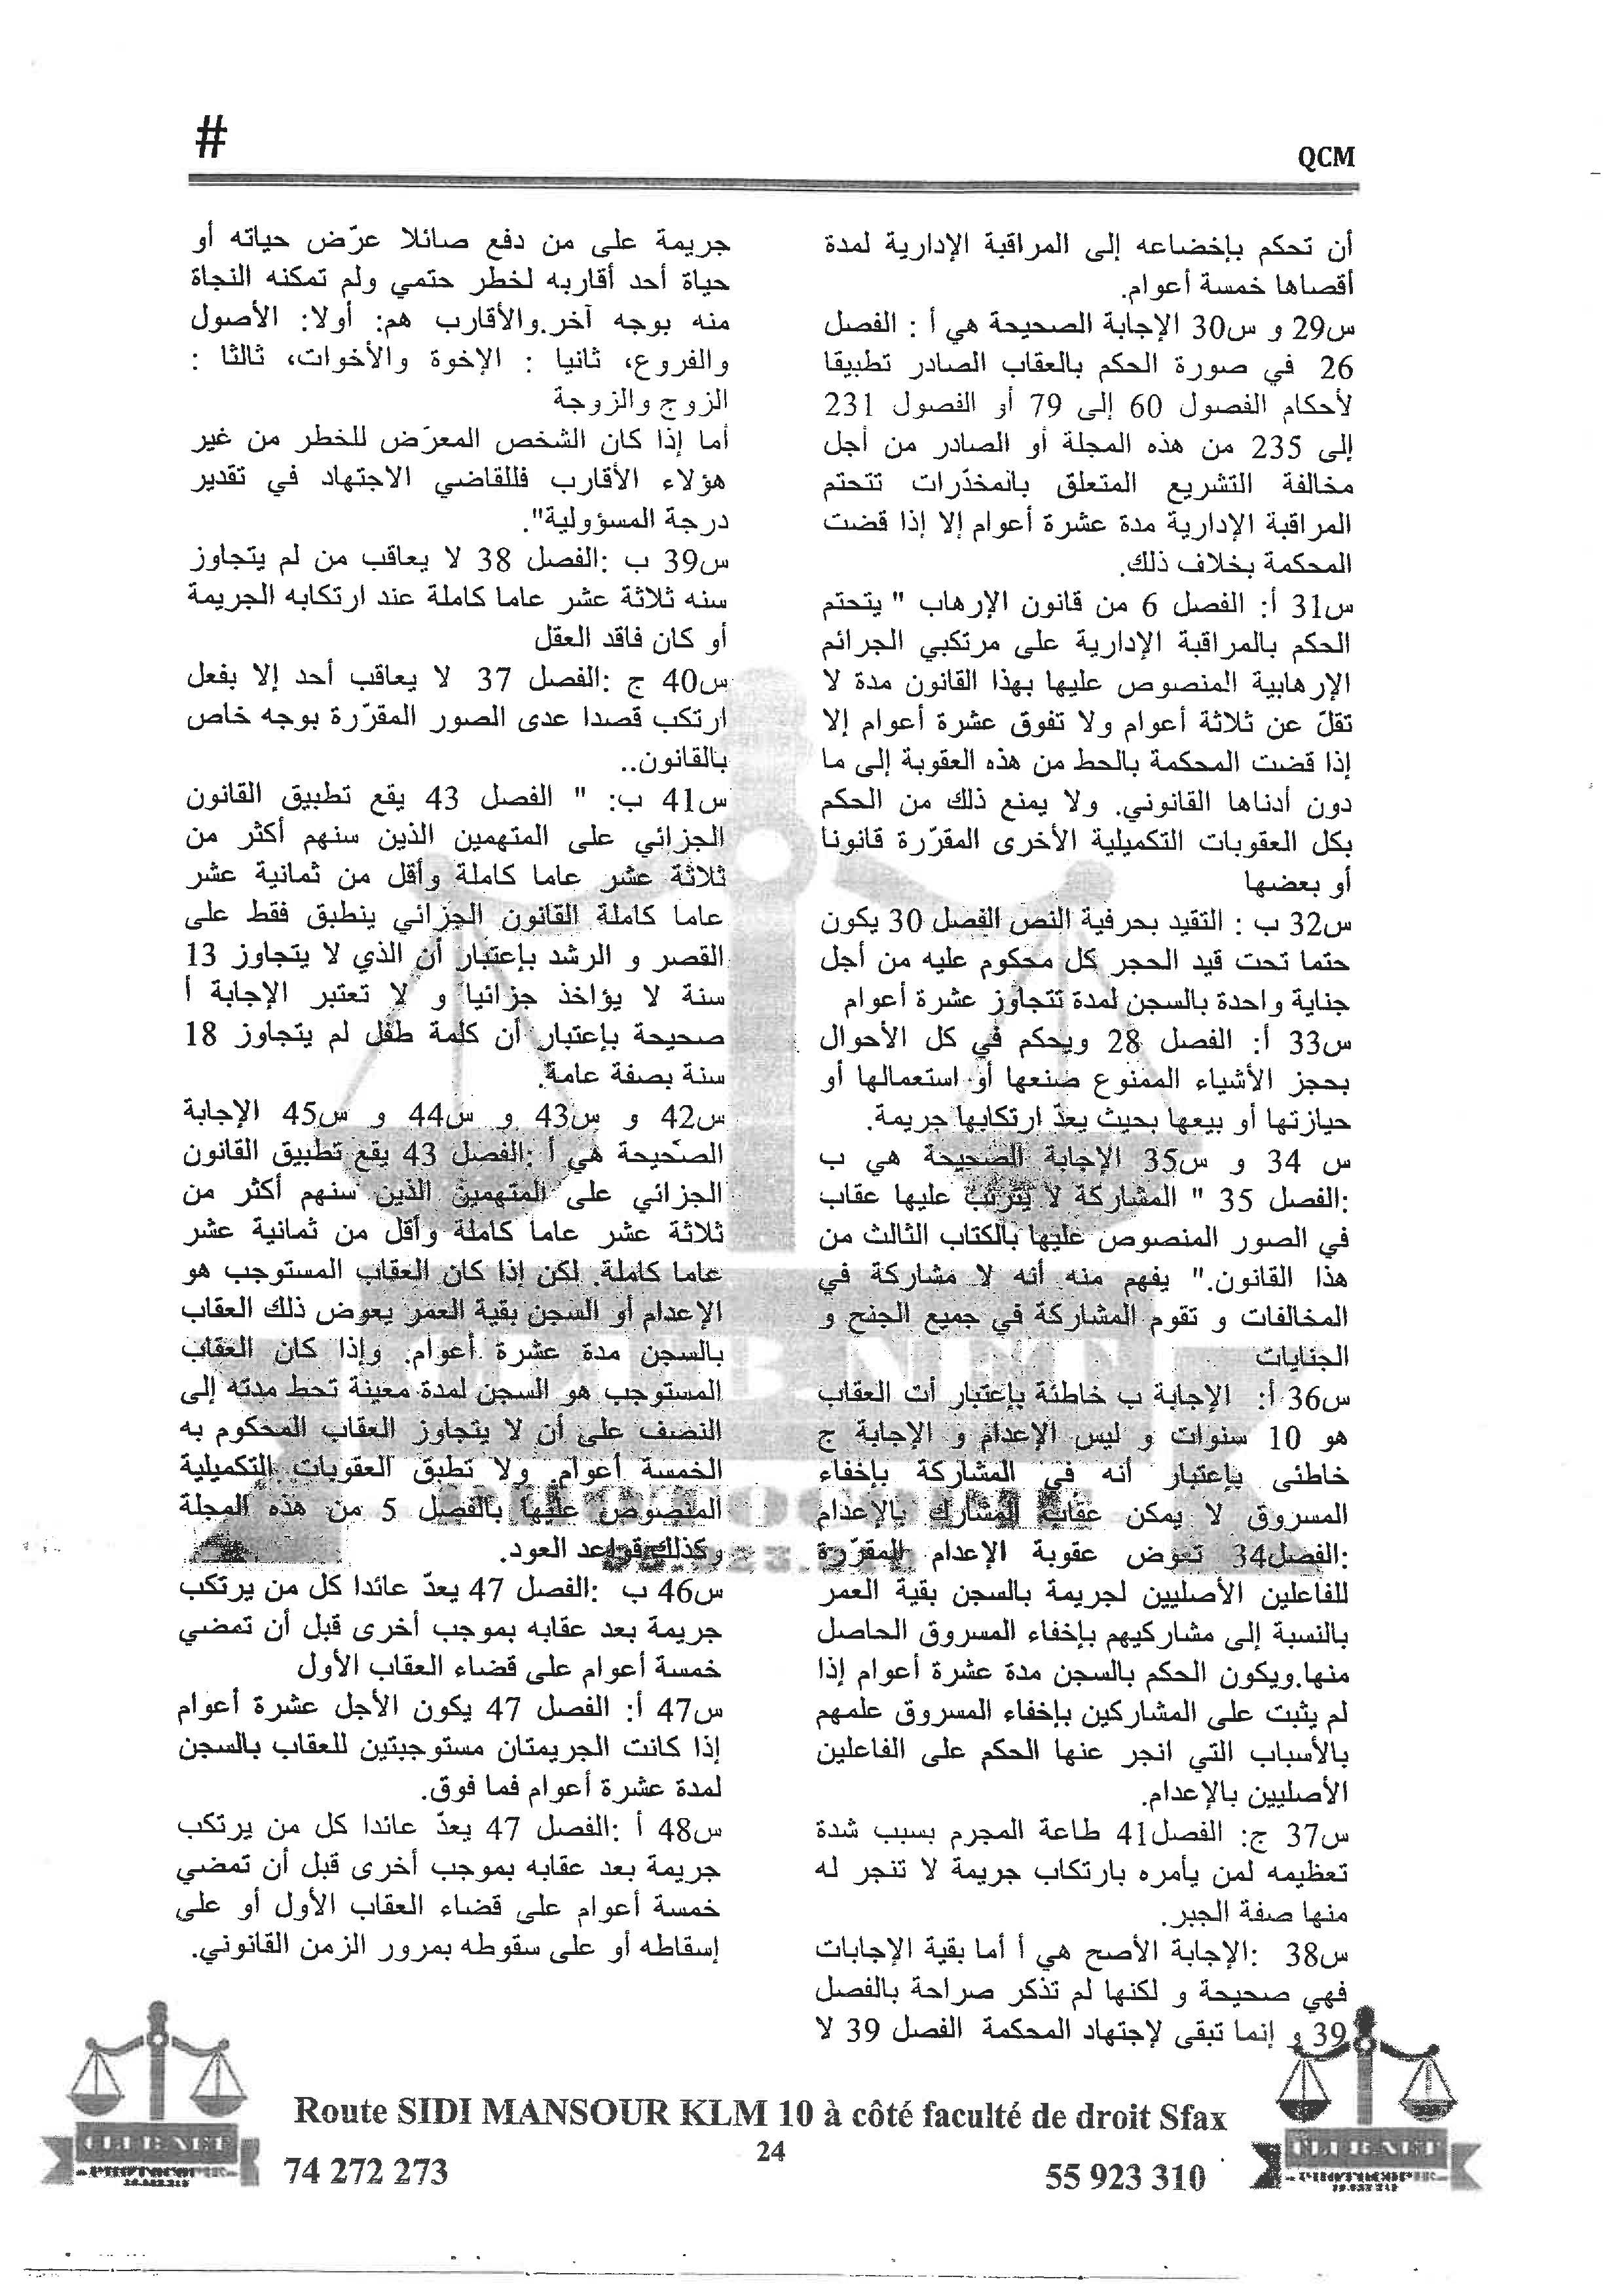 #
QCM
أن تحكم بإخضاعه إلى المراقبة الإدارية لمدة
أقصاها خمسة أعوام.
س29 و س30 الإجابة الصحيحة هي أ : الفصل
26 في صورة الحكم بالعقاب الصادر تطبيقا
لأحكام الفصول 60 إلى 79 أو الفصول 231
إلى 235 من هذه المجلة أو الصادر من أجل
مخالفة التشريع المتعلق بالمخدّرات تتحتم
المراقبة الإدارية مدة عشرة أعوام إلا إذا قضت
المحكمة بخلاف ذلك.
س31 أ: الفصل 6 من قانون الإرهاب " يتحتم
الحكم بالمراقبة الإدارية على مرتكبي الجرائم
الإرهابية المنصوص عليها بهذا القانون مدة لا
تقلّ عن ثلاثة أعوام ولا تفوق عشرة أعوام إلا
إذا قضت المحكمة بالحط من هذه العقوبة إلى ما
دون أدناها القانوني. ولا يمنع ذلك من الحكم
بكل العقوبات التكميلية الأخرى المقرّرة قانونا
أو بعضها
س32 ب : التقيد بحرفية النص الفصل 30 يكون
حتما تحت قيد الحجر كل محكوم عليه من أجل
جناية واحدة بالسجن لمدة تتجاوز عشرة أعوام
س33 أ: الفصل 28 ويحكم في كل الأحوال
بحجز الأشياء الممنوع صنعها أو استعمالها أو
حيازتها أو بيعها بحيث يعدّ ارتكابها جريمة.
س 34 و س35 الإجابة الصحيحة هي ب
:الفصل 35 " المشاركة لا يترتب عليها عقاب
في الصور المنصوص عليها بالكتاب الثالث من
هذا القانون." يفهم منه أنه لا مشاركة في
المخالفات و تقوم المشاركة في جميع الجنح و
الجنايات
س36 أ: الإجابة ب خاطئة بإعتبار أت العقاب
هو 10 سنوات و ليس الإعدام و الإجابة ج
خاطئى بإعتبار أنه في المشاركة بإخفاء
المسروق لا يمكن عقاب المشارك بالإعدام
:الفصل34 تعوض عقوبة الإعدام المقرّرة
للفاعلين الأصليين لجريمة بالسجن بقية العمر
بالنسبة إلى مشاركيهم بإخفاء المسروق الحاصل
منها.ويكون الحكم بالسجن مدة عشرة أعوام إذا
لم يثبت على المشاركين بإخفاء المسروق علمهم
بالأسباب التي انجر عنها الحكم على الفاعلين
الأصليين بالإعدام.
س37 ج: الفصل41 طاعة المجرم بسبب شدة
تعظيمه لمن يأمره بارتكاب جريمة لا تنجر له
منها صفة الجبر.
س38 :الإجابة الأصح هي أ أما بقية الإجابات
فهي صحيحة و لكنها لم تذكر صراحة بالفصل
39 و إنما تبقى لإجتهاد المحكمة الفصل 39 لا
جريمة على من دفع صائلا عرّض حياته أو
حياة أحد أقاربه لخطر حتمي ولم تمكنه النجاة
منه بوجه آخر.والأقارب هم: أولا: الأصول
والفروع، ثانيا : الإخوة والأخوات، ثالثا :
الزوج والزوجة
أما إذا كان الشخص المعرّض للخطر من غير
هؤلاء الأقارب فللقاضي الاجتهاد في تقدير
درجة المسؤولية".
س39 ب :الفصل 38 لا يعاقب من لم يتجاوز
سنه ثلاثة عشر عاما كاملة عند ارتكابه الجريمة
أو كان فاقد العقل
س40 ج :الفصل 37 لا يعاقب أحد إلا بفعل
ارتكب قصدا عدى الصور المقرّرة بوجه خاص
بالقانون..
س41 ب: " الفصل 43 يقع تطبيق القانون
الجزائي على المتهمين الذين سنهم أكثر من
ثلاثة عشر عاما كاملة وأقل من ثمانية عشر
عاما كاملة القانون الجزائي ينطبق فقط على
القصر و الرشد بإعتبار أن الذي لا يتجاوز 13
سنة لا يؤاخذ جزائيا و لا تعتبر الإجابة أ
صحيحة بإعتبار أن كلمة طفل لم يتجاوز 18
سنة بصفة عامة.
س42 و س43 و س44 و س45 الإجابة
الصحيحة هي أ :الفصل 43 يقع تطبيق القانون
الجزائي على المتهمين الذين سنهم أكثر من
ثلاثة عشر عاما كاملة وأقل من ثمانية عشر
عاما كاملة. لكن إذا كان العقاب المستوجب هو
الإعدام أو السجن بقية العمر يعوض ذلك العقاب
بالسجن مدة عشرة أعوام. وإذا كان العقاب
المستوجب هو السجن لمدة معينة تحط مدته إلى
النصف على أن لا يتجاوز العقاب المحكوم به
الخمسة أعوام. ولا تطبق العقوبات التكميلية
المنصوص عليها بالفصل 5 من هذه المجلة
وكذلك قواعد العود.
س46 ب :الفصل 47 يعدّ عائدا كل من يرتكب
جريمة بعد عقابه بموجب أخرى قبل أن تمضي
خمسة أعوام على قضاء العقاب الأول
س47 أ: الفصل 47 يكون الأجل عشرة أعوام
إذا كانت الجريمتان مستوجبتين للعقاب بالسجن
لمدة عشرة أعوام فما فوق.
س48 أ :الفصل 47 يعدّ عائدا كل من يرتكب
جريمة بعد عقابه بموجب أخرى قبل أن تمضي
خمسة أعوام على قضاء العقاب الأول أو على
إسقاطه أو على سقوطه بمرور الزمن القانوني.
Route SIDI MANSOUR KLM 10 à côté faculté de droit Sfax
24
74 272 273
55 923 310